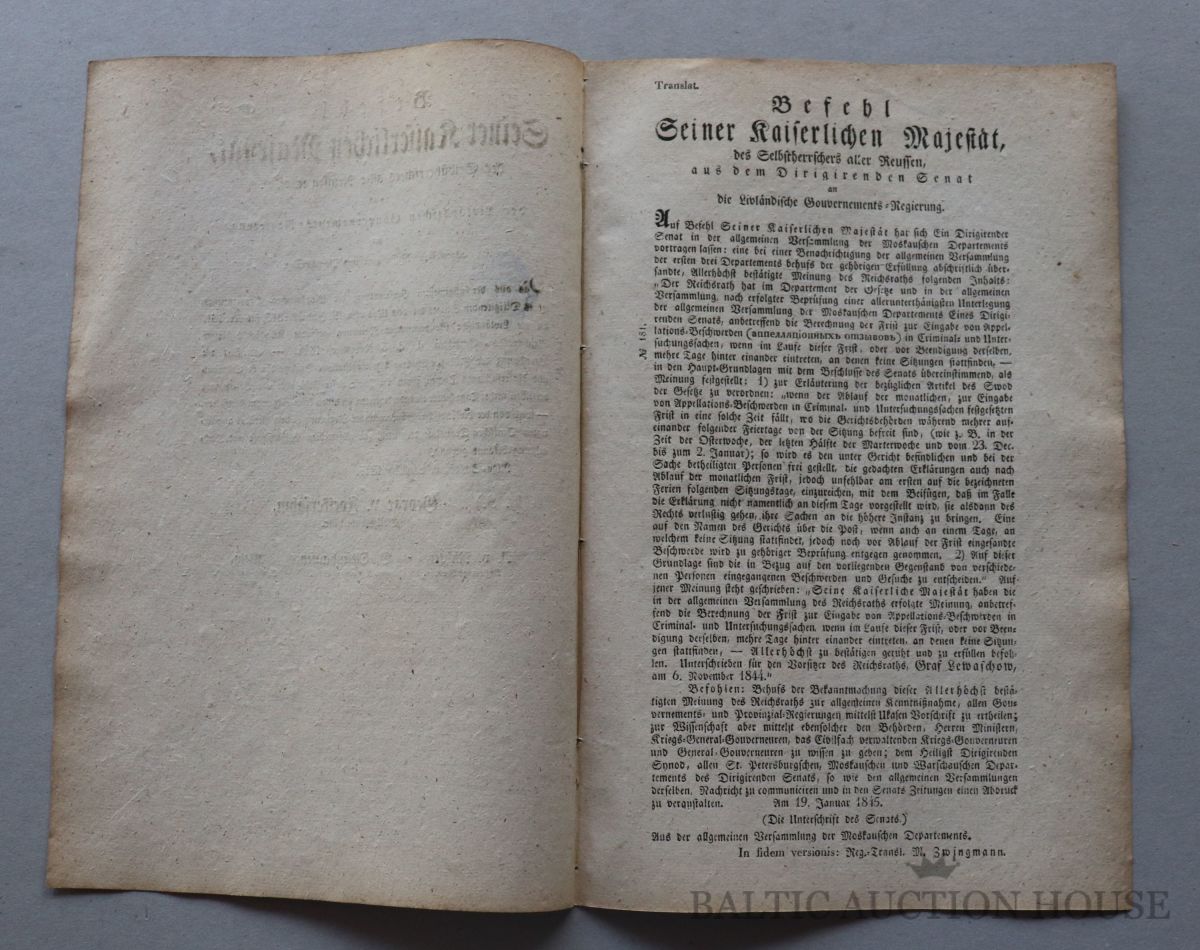 Translat.
Befehl
Seiner Kaiserlichen Majestät,
des Selbstherrschers aller Reussen,
aus dem Dirigirenden Senat
an
die Livländische Gouvernements-Regierung.
Auf Befehl Seiner Kaiserlichen Majestät hat sich Ein Dirigirender
Senat in der allgemeinen Versammlung der Moskauschen Departements
vortragen lassen: eine bei einer Benachrichtigung der allgemeinen Versammlung
der ersten drei Departements behufs der gehörigen Erfüllung abschriftlich über-
sandte, Allerhöchst bestätigte Meinung des Reichsraths folgenden Inhalts:
„Der Reichsrath hat im Departement der Gesetze und in der allgemeinen
Versammlung, nach erfolgter Beprüfung einer allerunterthänigsten Unterlegung
der allgemeinen Versammlung der Moskauschen Departements Eines Dirigi-
renden Senats, anbetreffend die Berechnung der Frist zur Eingabe von Appel-
lations-Beschwerden (аппелляціонныхъ отзывовъ) in Criminal- und Unter-
suchungssachen, wenn im Laufe dieser Frist, oder vor Beendigung derselben,
mehre Tage hinter einander eintreten, an denen keine Sitzungen stattfinden, —
in den Haupt-Grundlagen mit dem Beschlusse des Senats übereinstimmend, als
Meinung festgestellt: 1) zur Erläuterung der bezüglichen Artikel des Swod
der Gesetze zu verordnen: „wenn der Ablauf der monatlichen, zur Eingabe
von Appellations-Beschwerden in Criminal- und Untersuchungssachen festgesetzten
Frist in eine solche Zeit fällt, wo die Gerichtsbehörden während mehrer auf-
einander folgender Feiertage von der Sitzung befreit sind, (wie z. B. in der
Zeit der Osterwoche, der letzten Hälfte der Marterwoche und vom 23. Dec.
bis zum 2. Januar); so wird es den unter Gericht befindlichen und bei der
Sache betheiligten Personen frei gestellt, die gedachten Erklärungen auch nach
Ablauf der monatlichen Frist, jedoch unfehlbar am ersten auf die bezeichneten
Ferien folgenden Sitzungstage, einzureichen, mit dem Beifügen, daß im Falle
die Erklärung nicht namentlich an diesem Tage vorgestellt wird, sie alsdann des
Rechts verlustig gehen, ihre Sachen an die höhere Instanz zu bringen. Eine
auf den Namen des Gerichts über die Post, wenn auch an einem Tage, an
welchem keine Sitzung stattfindet, jedoch noch vor Ablauf der Frist eingesandte
Beschwerde wird zu gehöriger Beprüfung entgegen genommen. 2) Auf dieser
Grundlage sind die in Bezug auf den vorliegenden Gegenstand von verschiede-
nen Personen eingegangenen Beschwerden und Gesuche zu entscheiden.“ Auf
jener Meinung steht geschrieben: „Seine Kaiserliche Majestät haben die
in der allgemeinen Versammlung des Reichsraths erfolgte Meinung, anbetref-
fend die Berechnung der Frist zur Eingabe von Appellations-Beschwerden in
Criminal- und Untersuchungssachen, wenn im Laufe dieser Frist, oder vor Been-
digung derselben, mehre Tage hinter einander eintreten, an denen keine Sitzun-
gen stattfinden, — Allerhöchst zu bestätigen geruht und zu erfüllen befoh-
len. Unterschrieben für den Vorsitzer des Reichsraths, Graf Lewaschow,
am 6. November 1844.“
Befohlen: Behufs der Bekanntmachung dieser Allerhöchst bestä-
tigten Meinung des Reichsraths zur allgemeinen Kenntnißnahme, allen Gou-
vernements- und Provinzial-Regierungen mittelst Ukasen Vorschrift zu ertheilen;
zur Wissenschaft aber mittelst ebensolcher den Behörden, Herren Ministern,
Kriegs-General-Gouverneuren, das Civilfach verwaltenden Kriegs-Gouverneuren
und General-Gouverneuren zu wissen zu geben; dem Heiligst Dirigirenden
Synod, allen St. Petersburgschen, Moskauschen und Warschauschen Depar-
tements des Dirigirenden Senats, so wie den allgemeinen Versammlungen
derselben, Nachricht zu communiciren und in den Senats Zeitungen einen Abdruck
zu veranstalten. Am 19. Januar 1845.
(Die Unterschrift des Senats.)
Aus der allgemeinen Versammlung der Moskauschen Departements.
In fidem versionis: Reg.-Transl. M. Zwingmann.
№ 181.
BALTIC AUCTION HOUSE